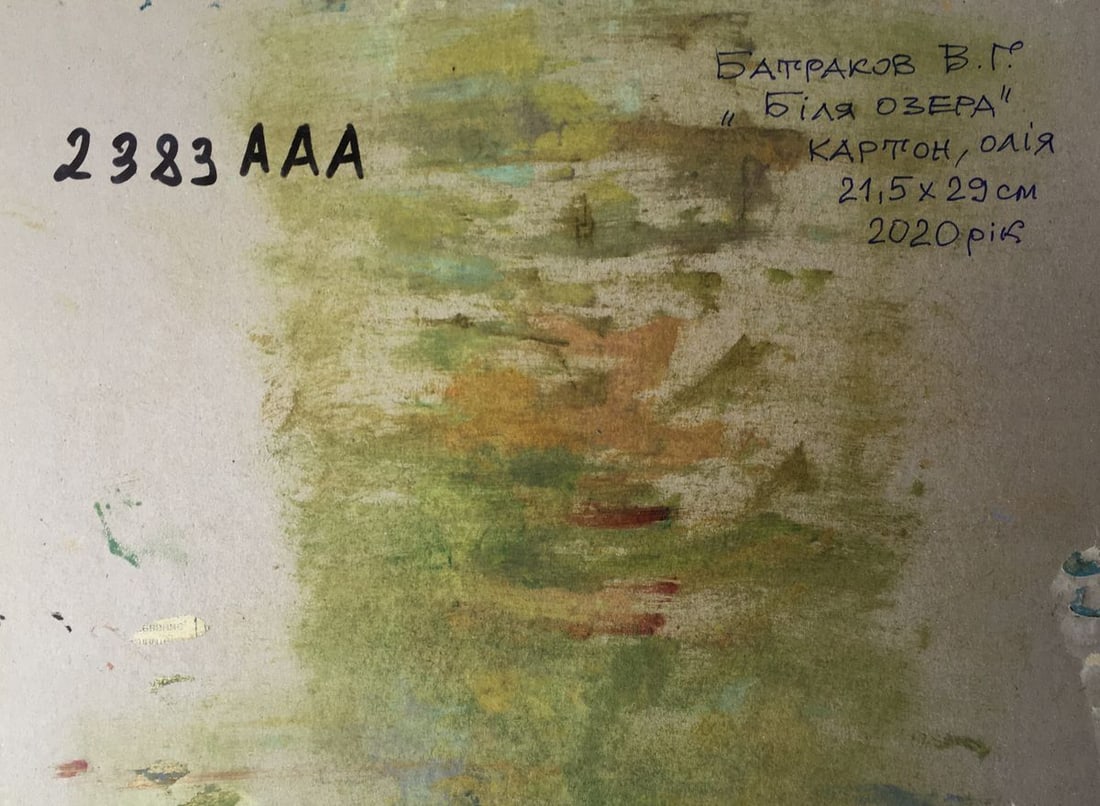 Батраков В.Г.
„Біля озера"
картон, олія
21,5 х 29 см
2020 рік
2383 AAA